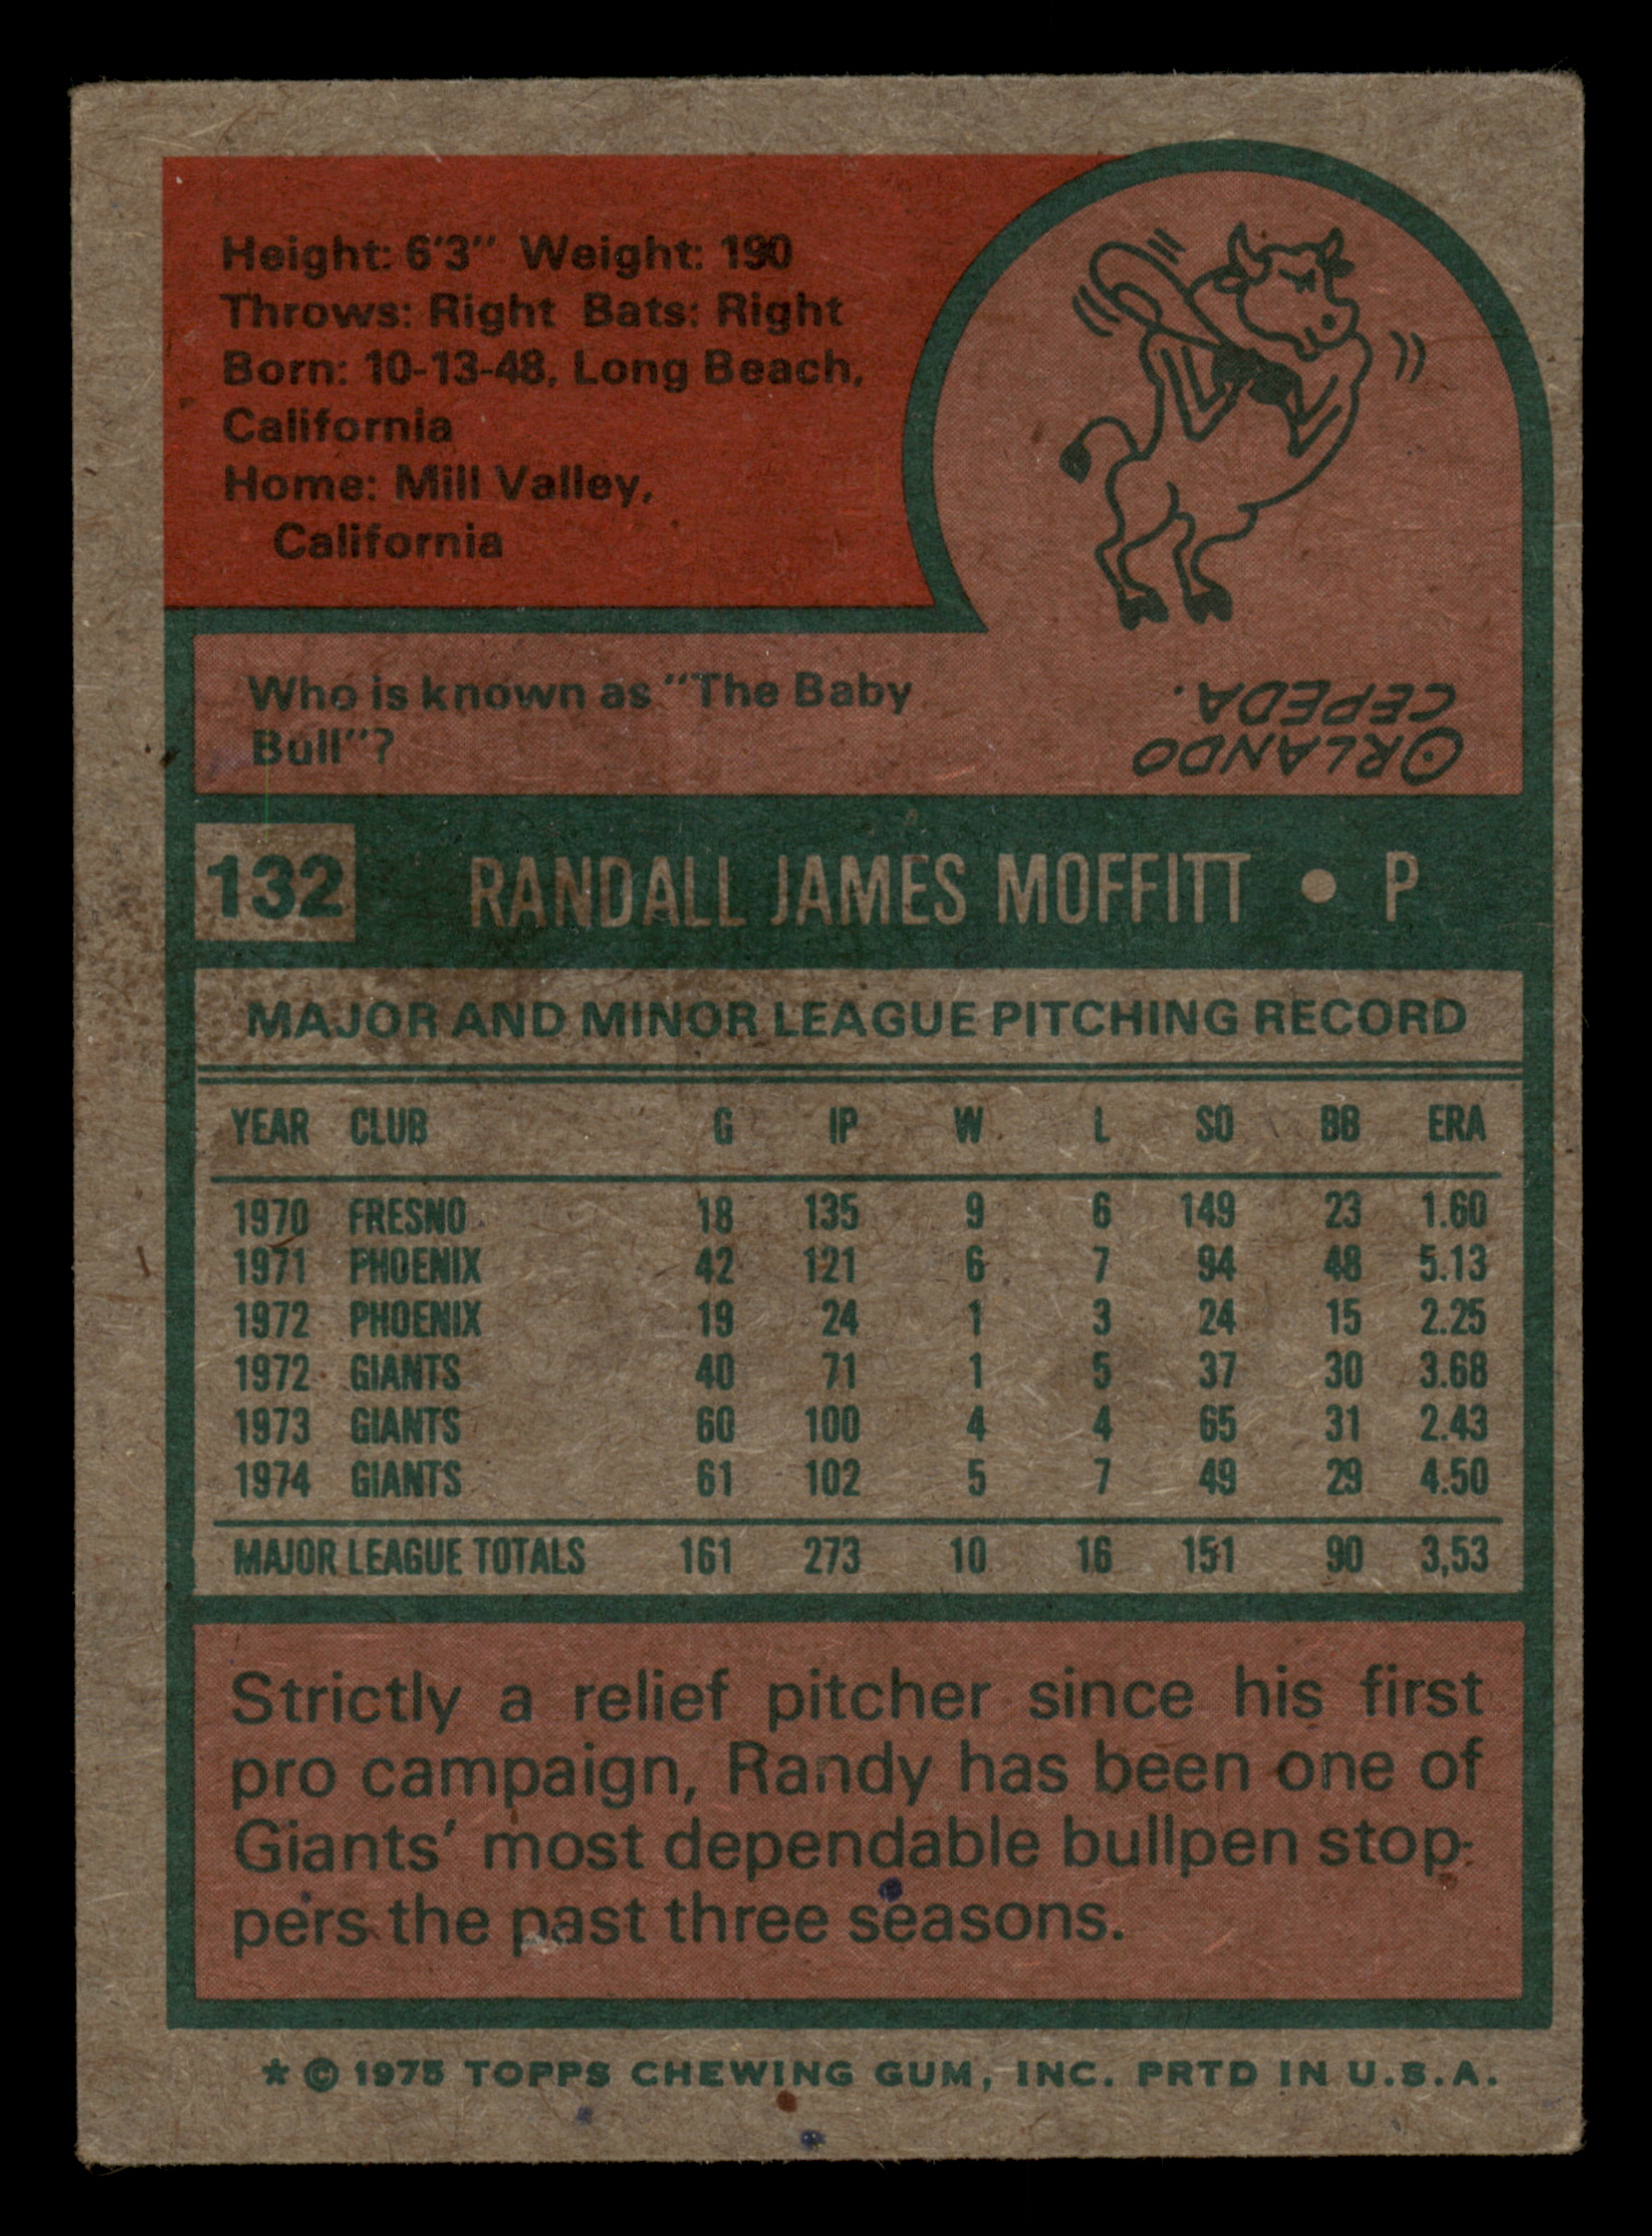 Height: 6'3" Weight: 190
Throws: Right Bats: Right
Born: 10-13-48, Long Beach,
California
Home: Mill Valley,
California
Who is known as "The Baby
Bull"?
ORLANDO
CEPEDA.
132 RANDALL JAMES MOFFITT • P
MAJOR AND MINOR LEAGUE PITCHING RECORD
YEAR CLUB G IP W L SO BB ERA
1970 FRESNO 18 135 9 6 149 23 1.60
1971 PHOENIX 42 121 6 7 94 48 5.13
1972 PHOENIX 19 24 1 3 24 15 2.25
1972 GIANTS 40 71 1 5 37 30 3.68
1973 GIANTS 60 100 4 4 65 31 2.43
1974 GIANTS 61 102 5 7 49 29 4.50
MAJOR LEAGUE TOTALS 161 273 10 16 151 90 3,53
Strictly a relief pitcher since his first
pro campaign, Randy has been one of
Giants' most dependable bullpen stop-
pers the past three seasons.
* © 1975 TOPPS CHEWING GUM, INC. PRTD IN U.S.A.